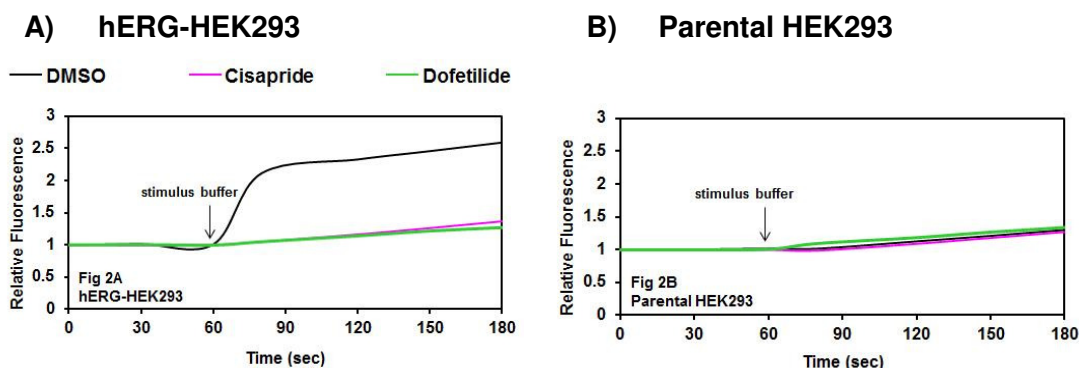 A) hERG-HEK293
B) Parental HEK293
DMSO Cisapride Dofetilide
Relative Fluorescence
3
2.5
2
1.5
1
0.5
0
stimulus buffer
Fig 2A
hERG-HEK293
0 30 60 90 120 150 180
Time (sec)
Relative Fluorescence
3
2.5
2
1.5
1
0.5
0
stimulus buffer
Fig 2B
Parental HEK293
0 30 60 90 120 150 180
Time (sec)